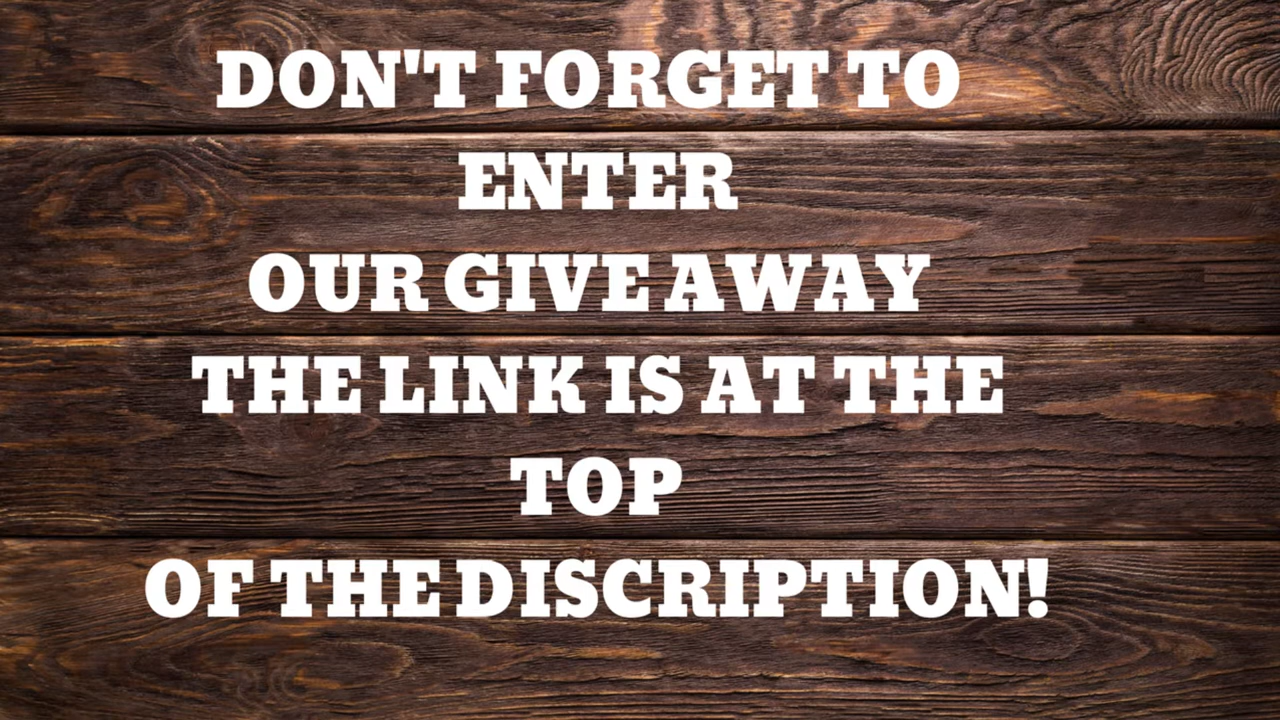 DON'T FORGET TO
ENTER
OUR GIVE AWAY
THE LINK IS AT THE
TOP
OF THE DISCRIPTION!